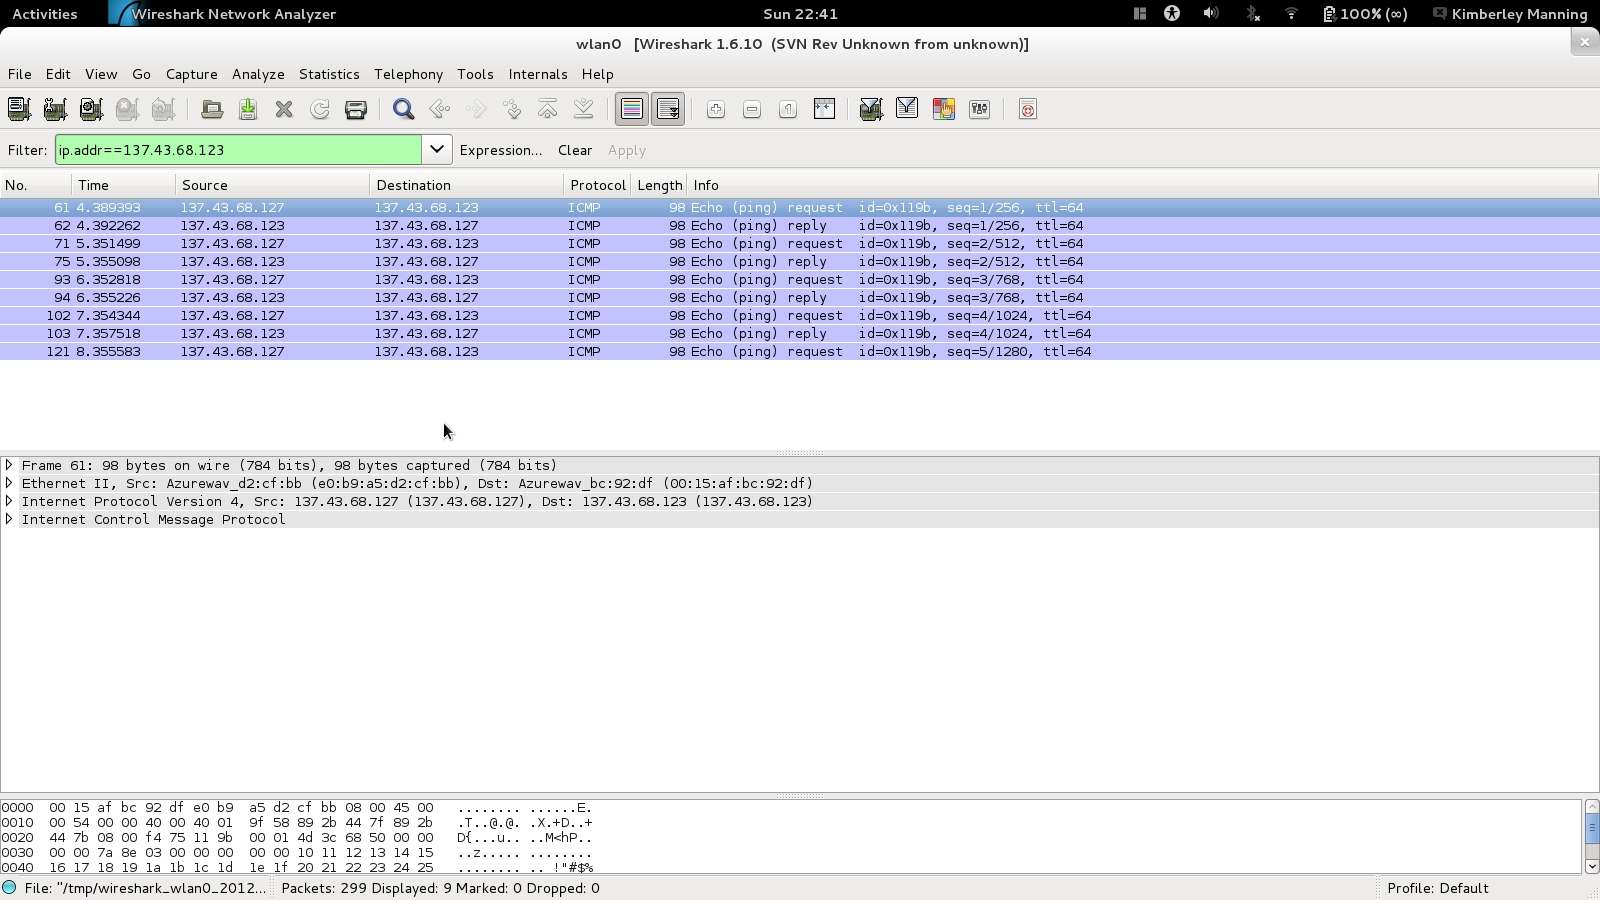 Activities Wireshark Network Analyzer Sun 22:41 100% (∞) Kimberley Manning
wlan0 [Wireshark 1.6.10 (SVN Rev Unknown from unknown)]
File Edit View Go Capture Analyze Statistics Telephony Tools Internals Help
Filter: ip.addr==137.43.68.123 Expression... Clear Apply
No. Time Source Destination Protocol Length Info
61 4.389393 137.43.68.127 137.43.68.123 ICMP 98 Echo (ping) request id=0x119b, seq=1/256, ttl=64
62 4.392262 137.43.68.123 137.43.68.127 ICMP 98 Echo (ping) reply id=0x119b, seq=1/256, ttl=64
71 5.351499 137.43.68.127 137.43.68.123 ICMP 98 Echo (ping) request id=0x119b, seq=2/512, ttl=64
75 5.355098 137.43.68.123 137.43.68.127 ICMP 98 Echo (ping) reply id=0x119b, seq=2/512, ttl=64
93 6.352818 137.43.68.127 137.43.68.123 ICMP 98 Echo (ping) request id=0x119b, seq=3/768, ttl=64
94 6.355226 137.43.68.123 137.43.68.127 ICMP 98 Echo (ping) reply id=0x119b, seq=3/768, ttl=64
102 7.354344 137.43.68.127 137.43.68.123 ICMP 98 Echo (ping) request id=0x119b, seq=4/1024, ttl=64
103 7.357518 137.43.68.123 137.43.68.127 ICMP 98 Echo (ping) reply id=0x119b, seq=4/1024, ttl=64
121 8.355583 137.43.68.127 137.43.68.123 ICMP 98 Echo (ping) request id=0x119b, seq=5/1280, ttl=64
Frame 61: 98 bytes on wire (784 bits), 98 bytes captured (784 bits)
Ethernet II, Src: Azurewav_d2:cf:bb (e0:b9:a5:d2:cf:bb), Dst: Azurewav_bc:92:df (00:15:af:bc:92:df)
Internet Protocol Version 4, Src: 137.43.68.127 (137.43.68.127), Dst: 137.43.68.123 (137.43.68.123)
Internet Control Message Protocol
0000 00 15 af bc 92 df e0 b9 a5 d2 cf bb 08 00 45 00 ........ ......E.
0010 00 54 00 00 40 00 40 01 9f 58 89 2b 44 7f 89 2b .T..@.@. .X.+D..+
0020 44 7b 08 00 f4 75 11 9b 00 01 4d 3c 68 50 00 00 D{...u.. ..M<hP..
0030 00 00 7a 8e 03 00 00 00 00 00 10 11 12 13 14 15 ..z..... ........
0040 16 17 18 19 1a 1b 1c 1d 1e 1f 20 21 22 23 24 25 ........ .. !"#$%
File: "/tmp/wireshark_wlan0_2012... Packets: 299 Displayed: 9 Marked: 0 Dropped: 0 Profile: Default